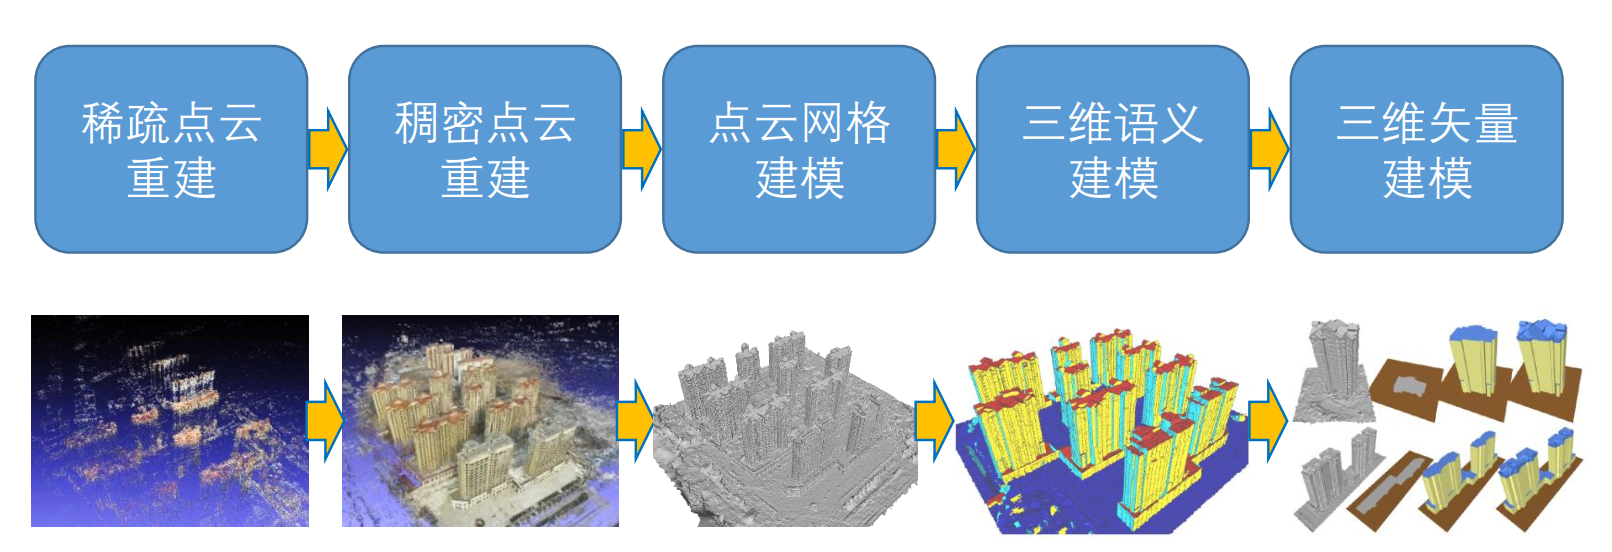 稀疏点云
重建
稠密点云
重建
点云网格
建模
三维语义
建模
三维矢量
建模